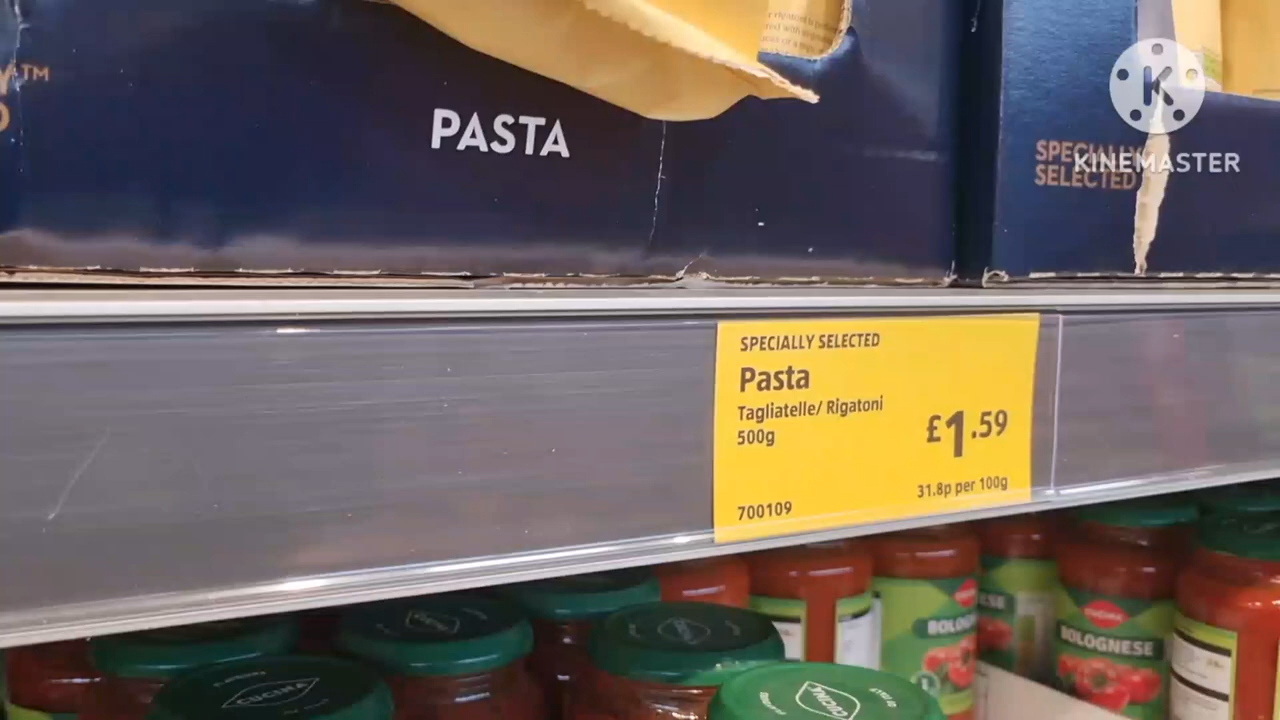 PASTA
SPECIALLY
SELECTED
KINEMASTER
SPECIALLY SELECTED
Pasta
Tagliatelle/ Rigatoni
500g
£1.59
31.8p per 100g
700109
BOLOGNESE
CUCINA
CUCINA